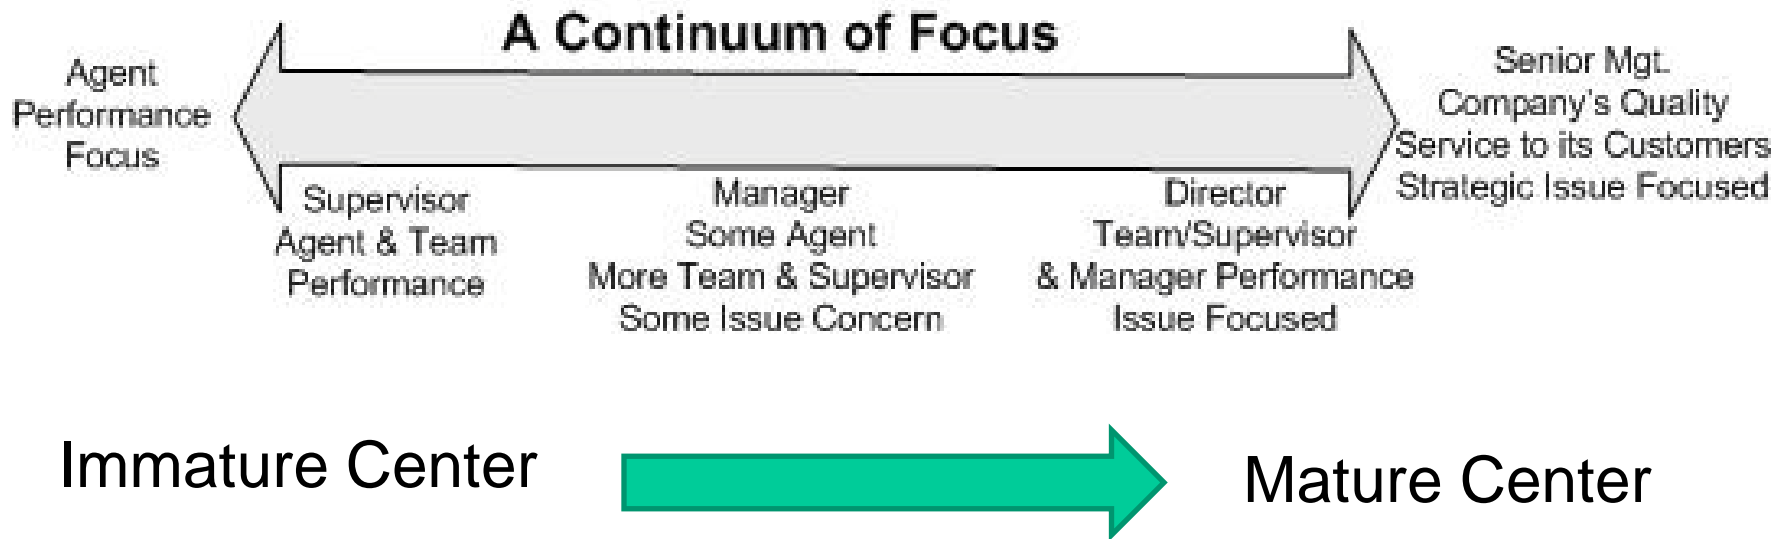 A Continuum of Focus
Agent
Performance
Focus
Senior Mgt.
Company's Quality
Service to its Customers
Strategic Issue Focused
Supervisor
Agent & Team
Performance
Manager
Some Agent
More Team & Supervisor
Some Issue Concern
Director
Team/Supervisor
& Manager Performance
Issue Focused
Immature Center
Mature Center